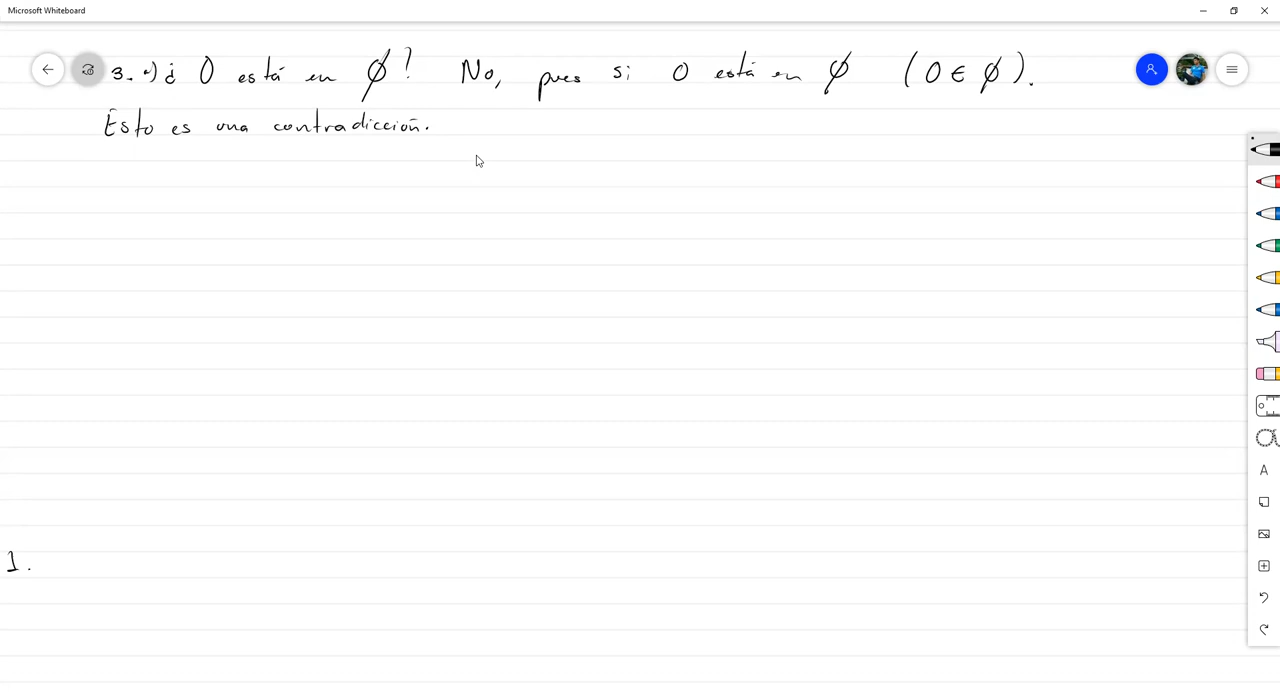 Microsoft Whiteboard
3. a) ¿ 0 está en ∅? No, pues si 0 está en ∅ (0 ∈ ∅).
Esto es una contradicción.
1.